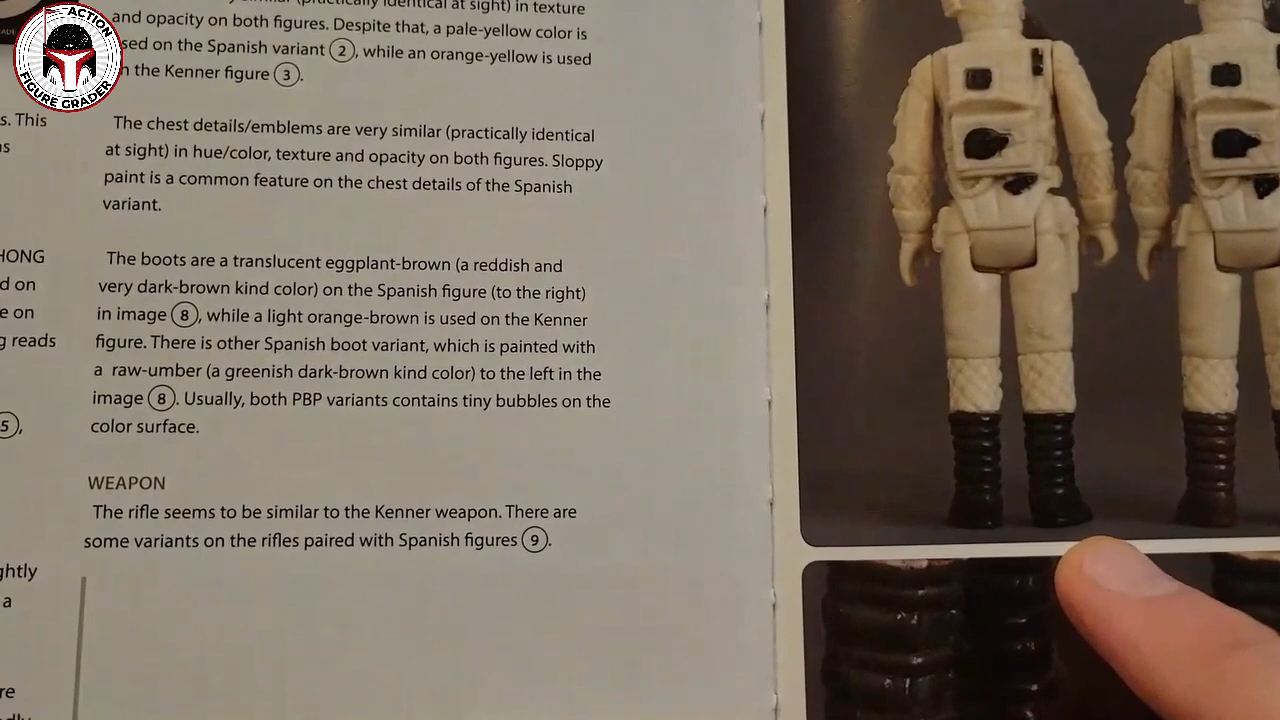 ACTION
FIGURE GRADER
(practically identical at sight) in texture
and opacity on both figures. Despite that, a pale-yellow color is
sed on the Spanish variant 2, while an orange-yellow is used
n the Kenner figure 3.
The chest details/emblems are very similar (practically identical
at sight) in hue/color, texture and opacity on both figures. Sloppy
paint is a common feature on the chest details of the Spanish
variant.
The boots are a translucent eggplant-brown (a reddish and
very dark-brown kind color) on the Spanish figure (to the right)
in image 8, while a light orange-brown is used on the Kenner
figure. There is other Spanish boot variant, which is painted with
a raw-umber (a greenish dark-brown kind color) to the left in the
image 8. Usually, both PBP variants contains tiny bubbles on the
color surface.
WEAPON
The rifle seems to be similar to the Kenner weapon. There are
some variants on the rifles paired with Spanish figures 9.
s. This
s
HONG
d on
e on
g reads
5,
ghtly
a
re